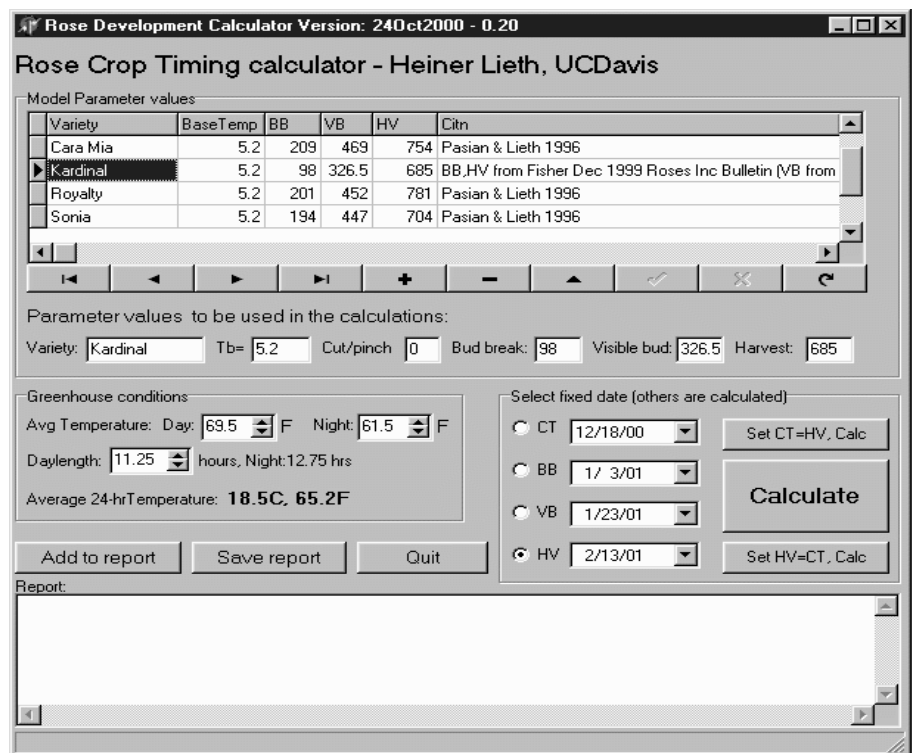 Rose Development Calculator Version: 24Oct2000 - 0.20
Rose Crop Timing calculator - Heiner Lieth, UCDavis
Model Parameter values
Variety BaseTemp BB VB HV Citn
Cara Mia 5.2 209 469 754 Pasian & Lieth 1996
Kardinal 5.2 98 326.5 685 BB,HV from Fisher Dec 1999 Roses Inc Bulletin (VB from
Royalty 5.2 201 452 781 Pasian & Lieth 1996
Sonia 5.2 194 447 704 Pasian & Lieth 1996
Parameter values to be used in the calculations:
Variety: Kardinal Tb= 5.2 Cut/pinch 0 Bud break: 98 Visible bud: 326.5 Harvest: 685
Greenhouse conditions
Avg Temperature: Day: 69.5 F Night: 61.5 F
Daylength: 11.25 hours, Night:12.75 hrs
Average 24-hrTemperature: 18.5C, 65.2F
Select fixed date (others are calculated)
CT 12/18/00 Set CT=HV, Calc
BB 1/ 3/01 Calculate
VB 1/23/01
HV 2/13/01 Set HV=CT, Calc
Add to report Save report Quit
Report: